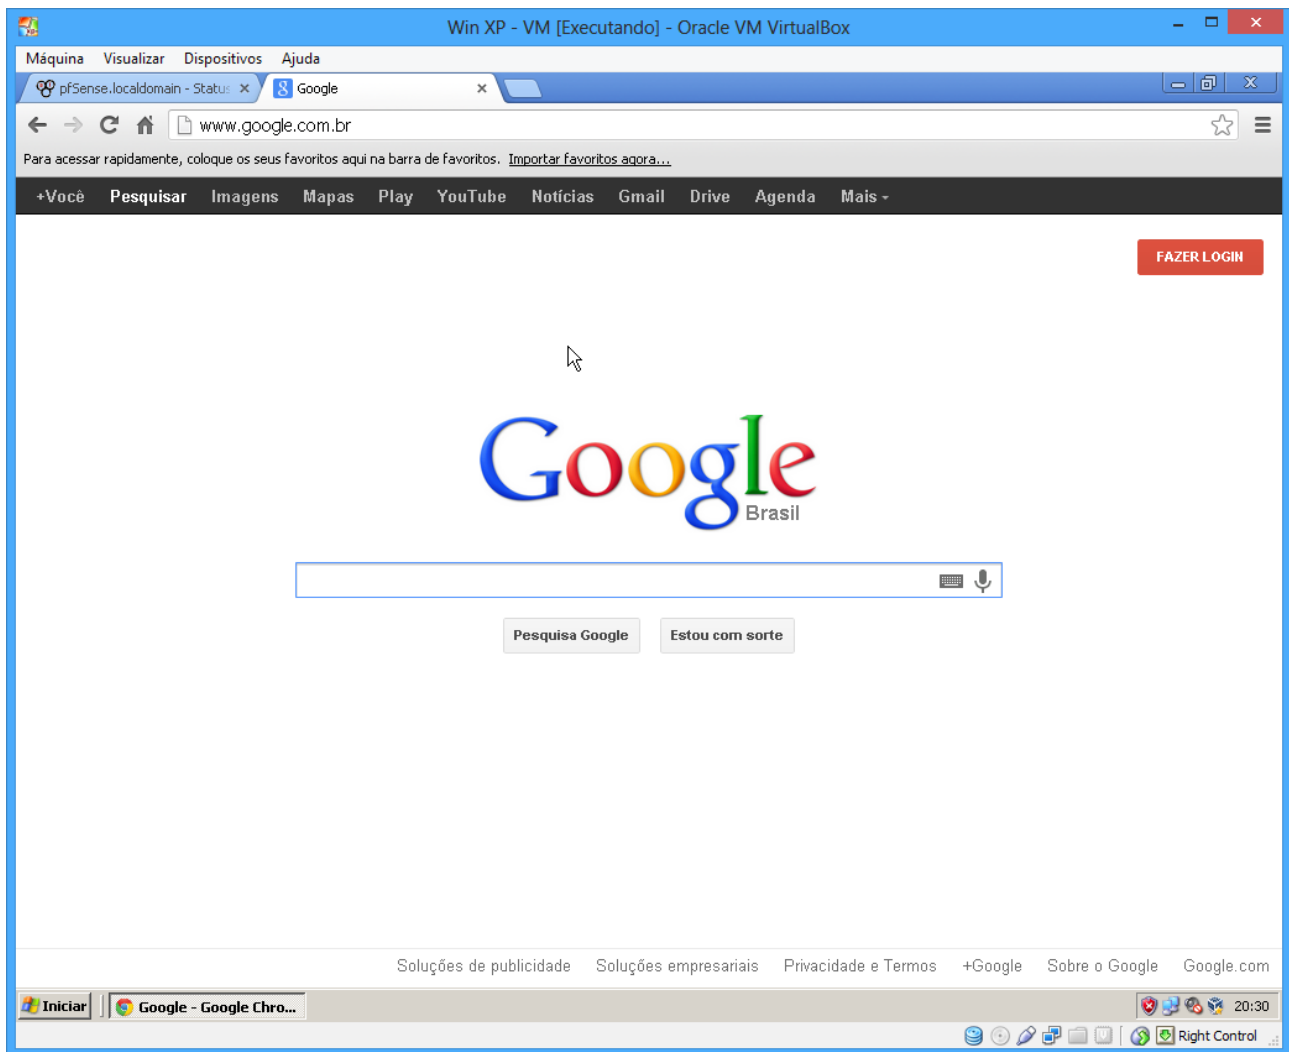 Win XP - VM [Executando] - Oracle VM VirtualBox
Máquina Visualizar Dispositivos Ajuda
pfSense.localdomain - Status Google
www.google.com.br
Para acessar rapidamente, coloque os seus favoritos aqui na barra de favoritos. Importar favoritos agora...
+Você Pesquisar Imagens Mapas Play YouTube Notícias Gmail Drive Agenda Mais
FAZER LOGIN
Google
Brasil
Pesquisa Google Estou com sorte
Soluções de publicidade Soluções empresariais Privacidade e Termos +Google Sobre o Google Google.com
Iniciar Google - Google Chro... 20:30
Right Control